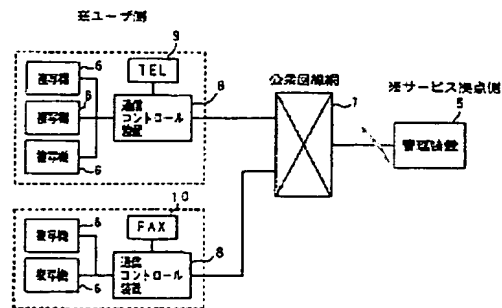 ※ユーザ側
9
TEL
複写機 6
複写機 6
複写機 6
通信
コントロール
装置
8
公衆回線網
7
※サービス拠点側
5
管理装置
10
FAX
複写機 6
複写機 6
通信
コントロール
装置
8